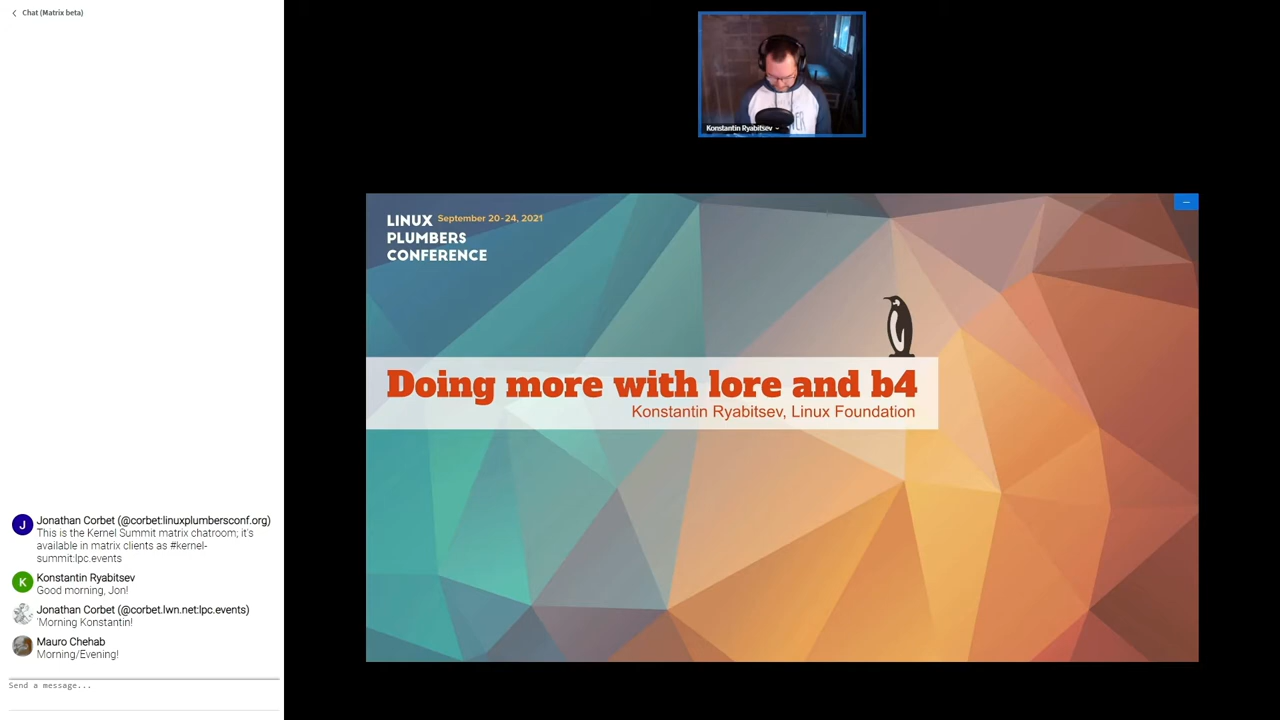 Chat (Matrix beta)
Konstantin Ryabitsev
LINUX
September 20-24, 2021
PLUMBERS
CONFERENCE
Doing more with lore and b4
Konstantin Ryabitsev, Linux Foundation
J
Jonathan Corbet (@corbet:linuxplumbersconf.org)
This is the Kernel Summit matrix chatroom; it's
available in matrix clients as #kernel-
summit:lpc.events
K
Konstantin Ryabitsev
Good morning, Jon!
Jonathan Corbet (@corbet.lwn.net:lpc.events)
'Morning Konstantin!
Mauro Chehab
Morning/Evening!
Send a message...